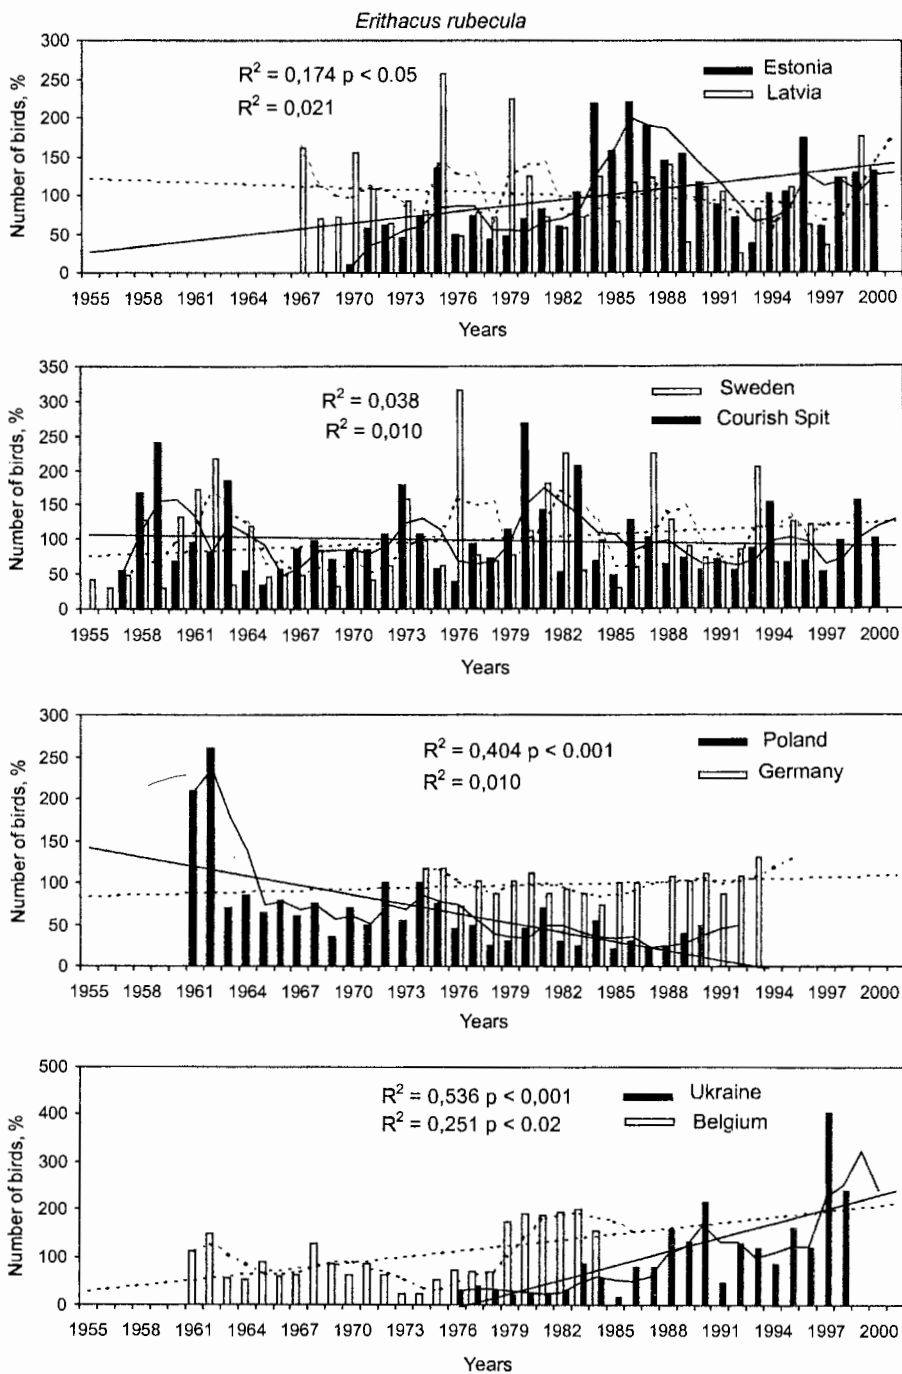 Erithacus rubecula
300
250
200
150
100
50
0
Number of birds, %
R² = 0,174 p < 0.05
R² = 0,021
Estonia
Latvia
1955 1958 1961 1964 1967 1970 1973 1976 1979 1982 1985 1988 1991 1994 1997 2000
Years
350
300
250
200
150
100
50
0
Number of birds, %
R² = 0,038
R² = 0,010
Sweden
Courish Spit
1955 1958 1961 1964 1967 1970 1973 1976 1979 1982 1985 1988 1991 1994 1997 2000
Years
300
250
200
150
100
50
0
Number of birds, %
R² = 0,404 p < 0.001
R² = 0,010
Poland
Germany
1955 1958 1961 1964 1967 1970 1973 1976 1979 1982 1985 1988 1991 1994 1997 2000
Years
500
400
300
200
100
0
Number of birds, %
R² = 0,536 p < 0,001
R² = 0,251 p < 0.02
Ukraine
Belgium
1955 1958 1961 1964 1967 1970 1973 1976 1979 1982 1985 1988 1991 1994 1997 2000
Years